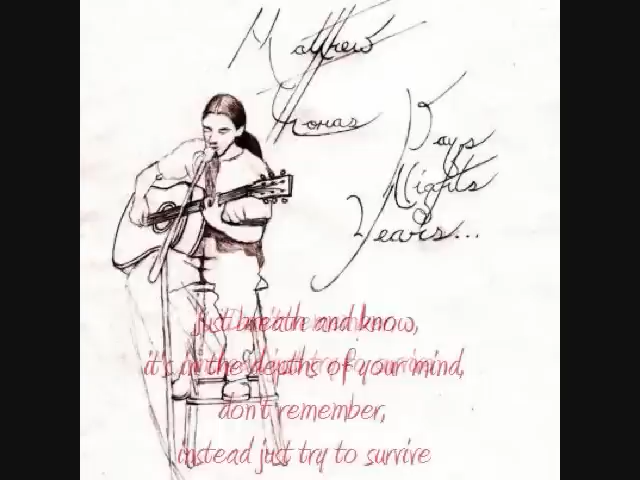 Matthew
Thomas
Days
Nights
Years...
Just breath and know,
it's in the depths of your mind,
don't remember,
instead just try to survive